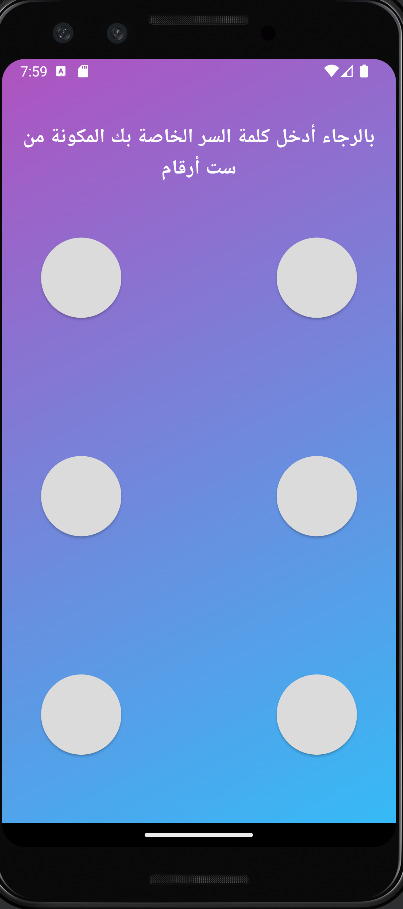 7:59
بالرجاء أدخل كلمة السر الخاصة بك المكونة من
ست أرقام